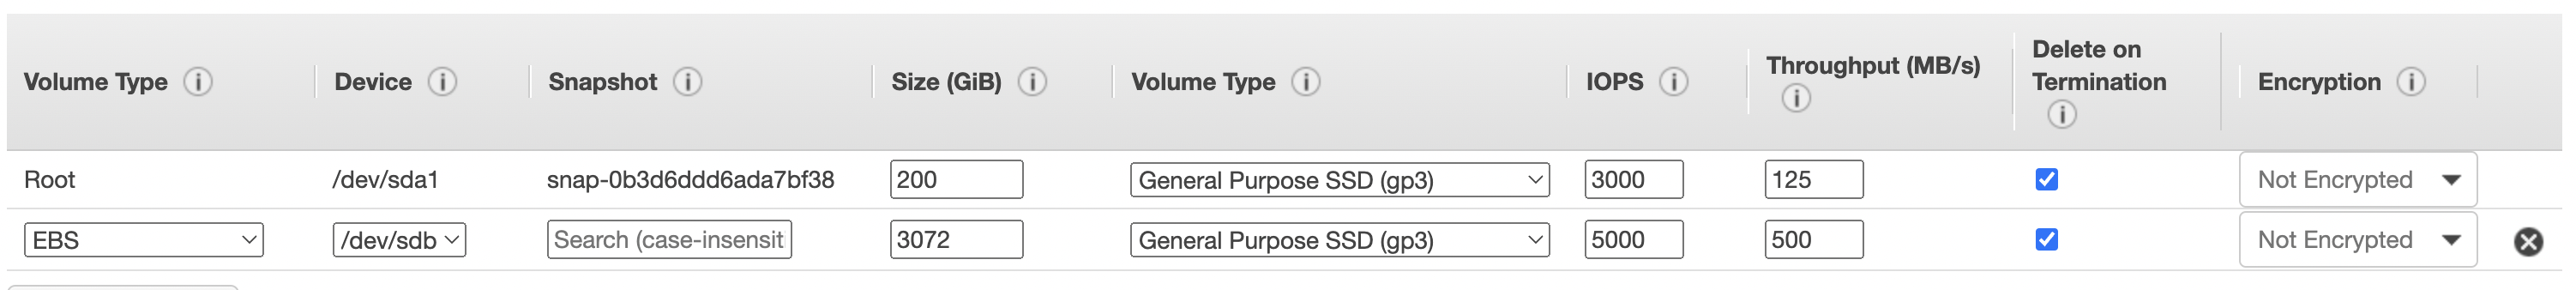 Volume Type Device Snapshot Size (GiB) Volume Type IOPS Throughput (MB/s) Delete on Termination Encryption
Root /dev/sda1 snap-0b3d6ddd6ada7bf38 200 General Purpose SSD (gp3) 3000 125 Not Encrypted
EBS /dev/sdb Search (case-insensit 3072 General Purpose SSD (gp3) 5000 500 Not Encrypted